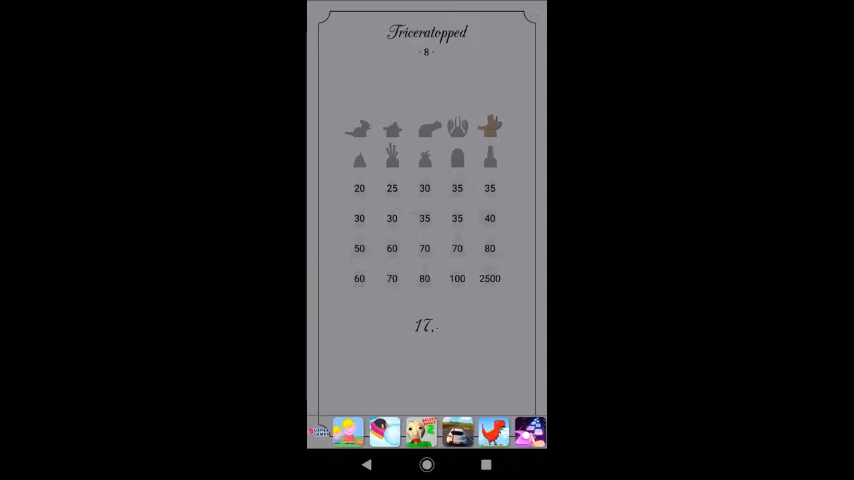 Triceratopped
· 8 ·
20 25 30 35 35
30 30 35 35 40
50 60 70 70 80
60 70 80 100 2500
17,-